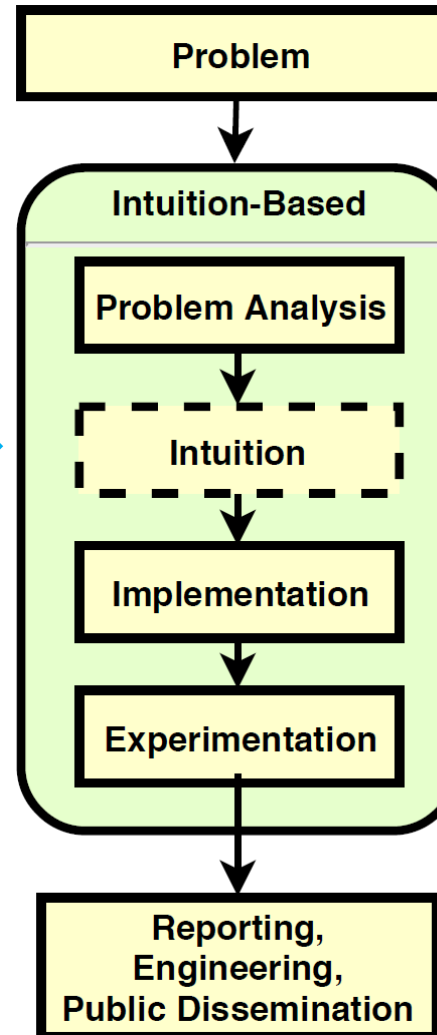 Problem
Intuition-Based
Problem Analysis
Intuition
Implementation
Experimentation
Reporting,
Engineering,
Public Dissemination